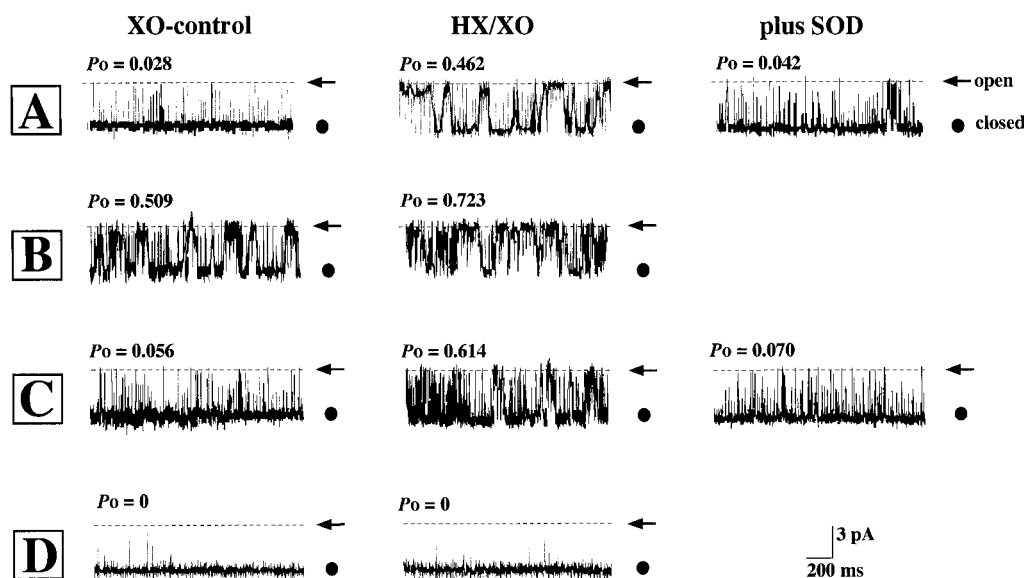 XO-control HX/XO plus SOD
Po = 0.028 Po = 0.462 Po = 0.042
A open
closed
Po = 0.509 Po = 0.723
B
Po = 0.056 Po = 0.614 Po = 0.070
C
Po = 0 Po = 0
D 3 pA
200 ms